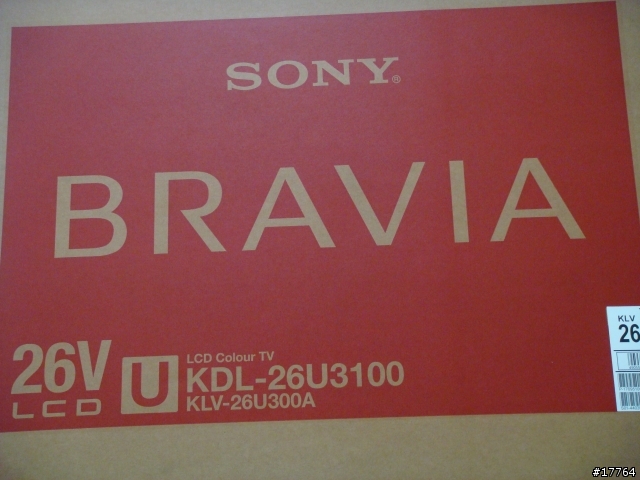 SONY®
BRAVIA
26V
LCD
U
LCD Colour TV
KDL-26U3100
KLV-26U300A
KLV
26
#17764